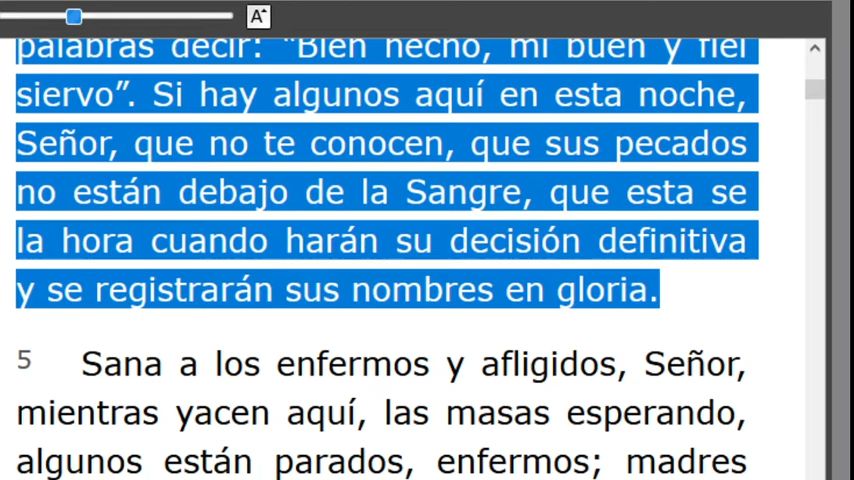 A
palabras decir: “Bien hecho, mi buen y fiel
siervo”. Si hay algunos aquí en esta noche,
Señor, que no te conocen, que sus pecados
no están debajo de la Sangre, que esta se
la hora cuando harán su decisión definitiva
y se registrarán sus nombres en gloria.
5 Sana a los enfermos y afligidos, Señor,
mientras yacen aquí, las masas esperando,
algunos están parados, enfermos; madres